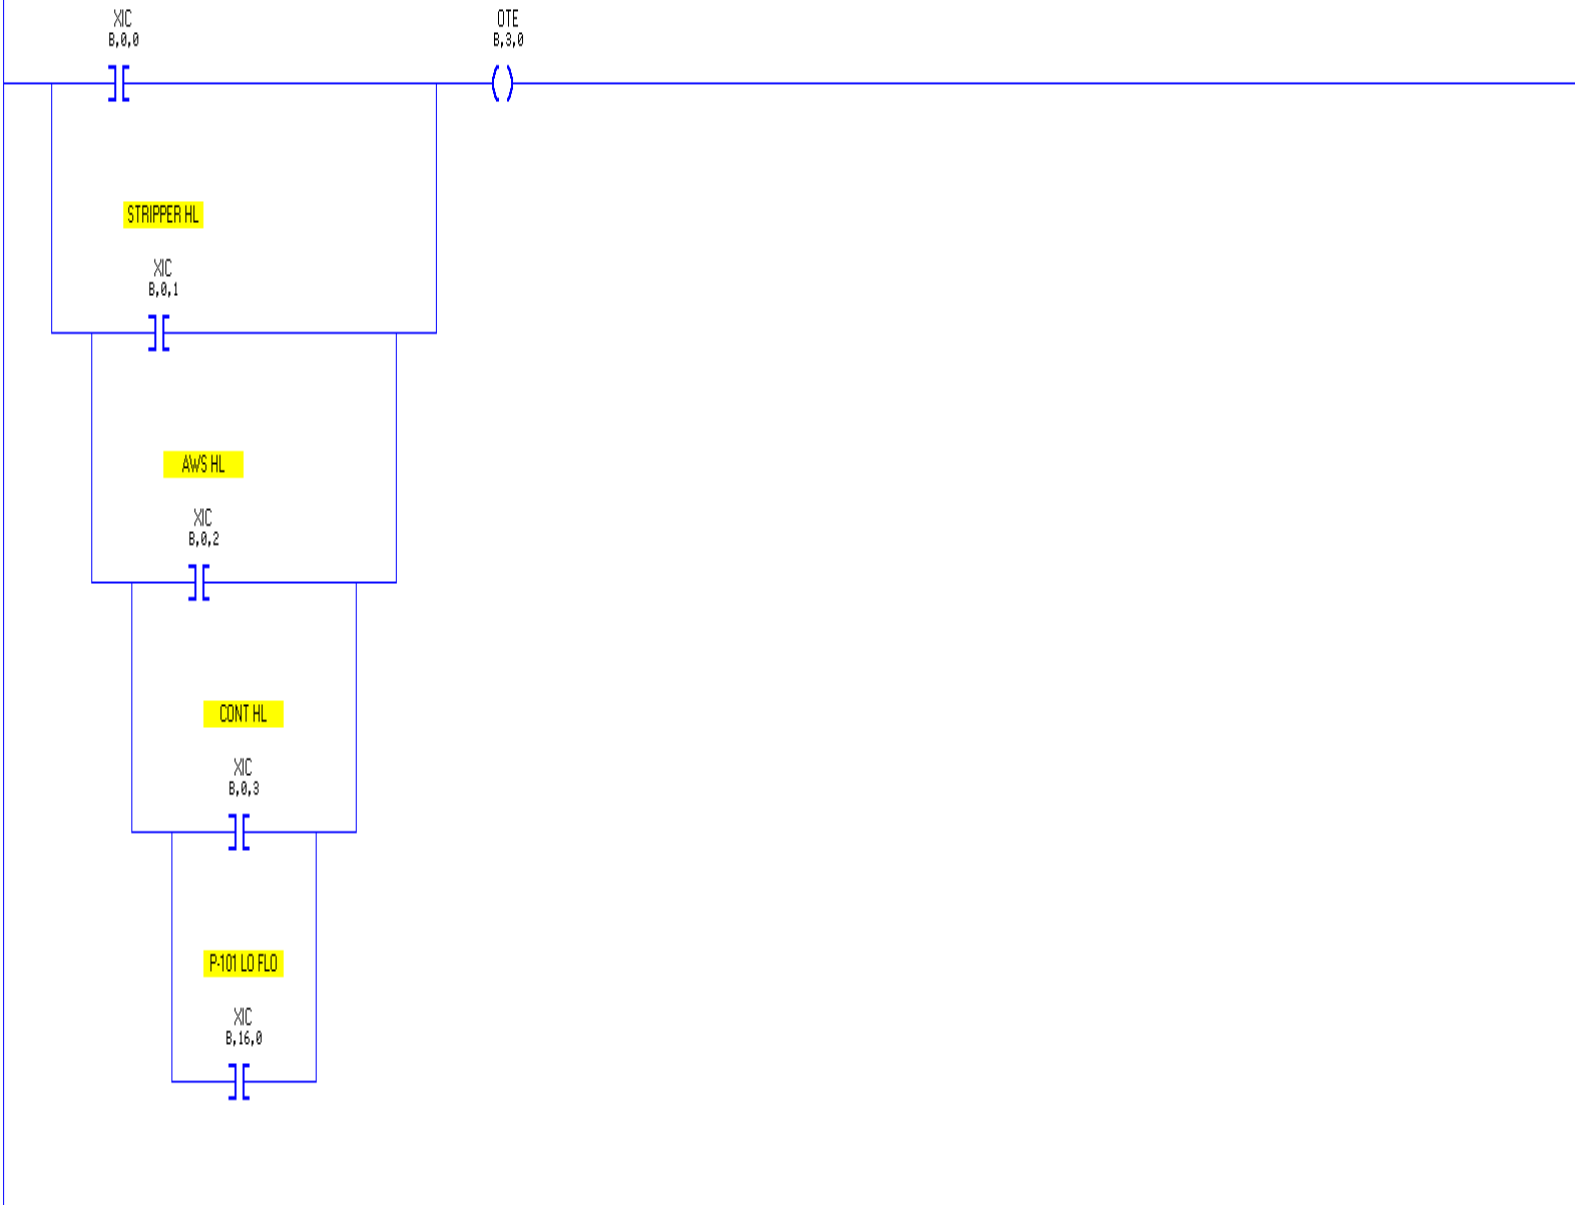 XIC
B,0,0
OTE
B,3,0
STRIPPER HL
XIC
B,0,1
AWS HL
XIC
B,0,2
CONT HL
XIC
B,0,3
P-101 LO FLO
XIC
B,16,0